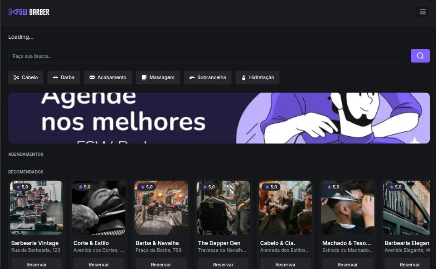 FSW BARBER
Loading...
Faça sua busca...
Cabelo
Barba
Acabamento
Massagem
Sobrancelha
Hidratação
Agende
nos melhores
AGENDAMENTOS
RECOMENDADOS
5,0
5,0
5,0
5,0
5,0
5,0
5,0
Barbearia Vintage
Corte & Estilo
Barba & Navalha
The Dapper Den
Cabelo & Cia.
Machado & Teso...
Barbearia Elegan
Rua da Barbearia, 123
Avenida dos Cortes, ...
Praça da Barba, 789
Travessa da Navalh...
Alameda dos Estilos...
Estrada do Machado...
Avenida Elegante, 4
Reservar
Reservar
Reservar
Reservar
Reservar
Reservar
Reservar